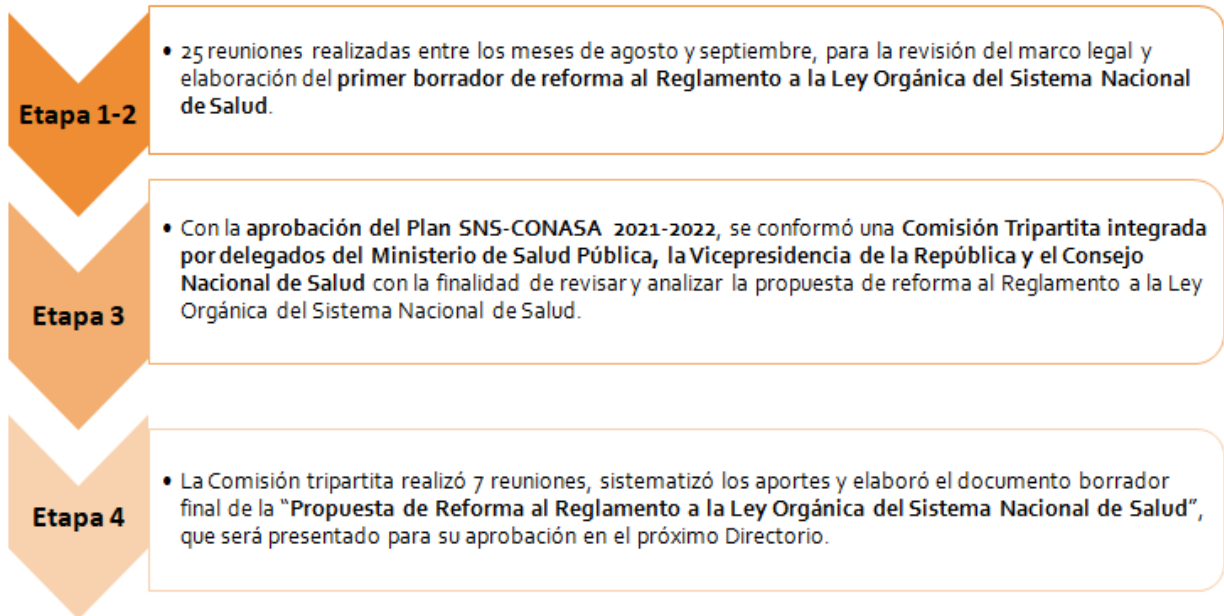 Etapa 1-2
• 25 reuniones realizadas entre los meses de agosto y septiembre, para la revisión del marco legal y
elaboración del primer borrador de reforma al Reglamento a la Ley Orgánica del Sistema Nacional
de Salud.
Etapa 3
• Con la aprobación del Plan SNS-CONASA 2021-2022, se conformó una Comisión Tripartita integrada
por delegados del Ministerio de Salud Pública, la Vicepresidencia de la República y el Consejo
Nacional de Salud con la finalidad de revisar y analizar la propuesta de reforma al Reglamento a la Ley
Orgánica del Sistema Nacional de Salud.
Etapa 4
• La Comisión tripartita realizó 7 reuniones, sistematizó los aportes y elaboró el documento borrador
final de la “Propuesta de Reforma al Reglamento a la Ley Orgánica del Sistema Nacional de Salud”,
que será presentado para su aprobación en el próximo Directorio.